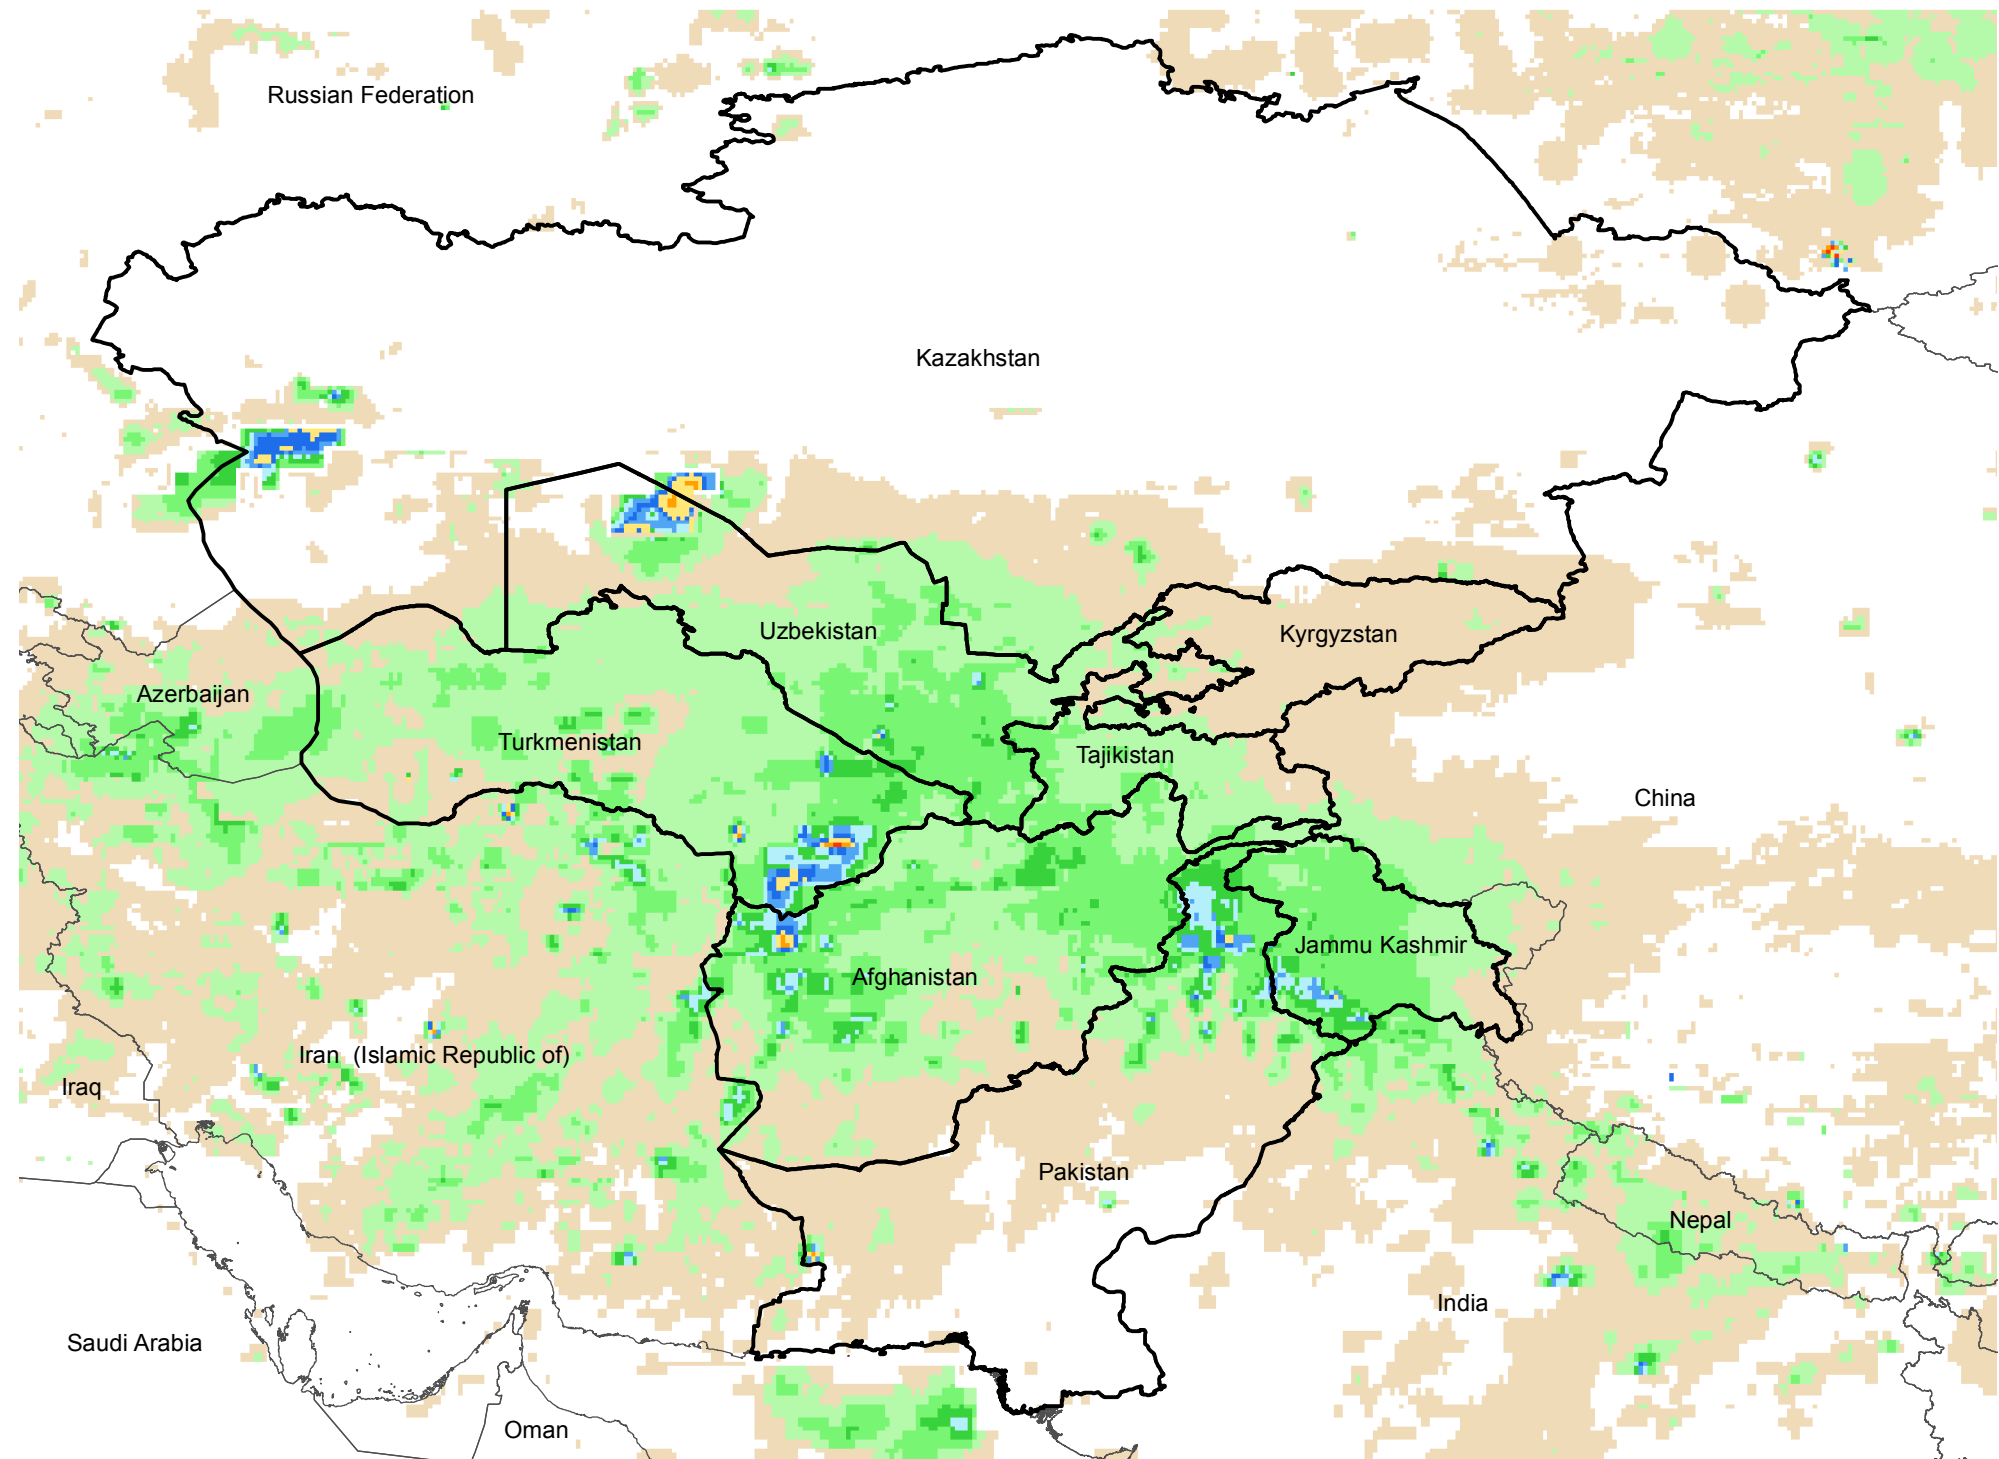 Russian Federation
Kazakhstan
Uzbekistan
Kyrgyzstan
Azerbaijan
Turkmenistan
Tajikistan
China
Jammu Kashmir
Afghanistan
Iran  (Islamic Republic of)
Iraq
Pakistan
Nepal
India
Saudi Arabia
Oman